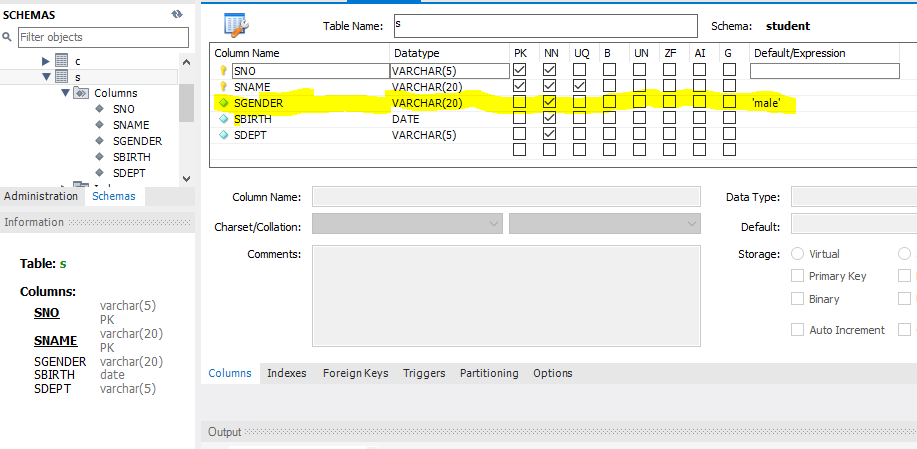 SCHEMAS
Filter objects
c
s
Columns
SNO
SNAME
SGENDER
SBIRTH
SDEPT
Administration Schemas
Information
Table: s
Columns:
SNO varchar(5)
PK
SNAME varchar(20)
PK
SGENDER varchar(20)
SBIRTH date
SDEPT varchar(5)
Table Name: s Schema: student
Column Name Datatype PK NN UQ B UN ZF AI G Default/Expression
SNO VARCHAR(5)
SNAME VARCHAR(20)
SGENDER VARCHAR(20) 'male'
SBIRTH DATE
SDEPT VARCHAR(5)
Column Name: Data Type:
Charset/Collation: Default:
Comments: Storage: Virtual
Primary Key
Binary
Auto Increment
Columns Indexes Foreign Keys Triggers Partitioning Options
Output